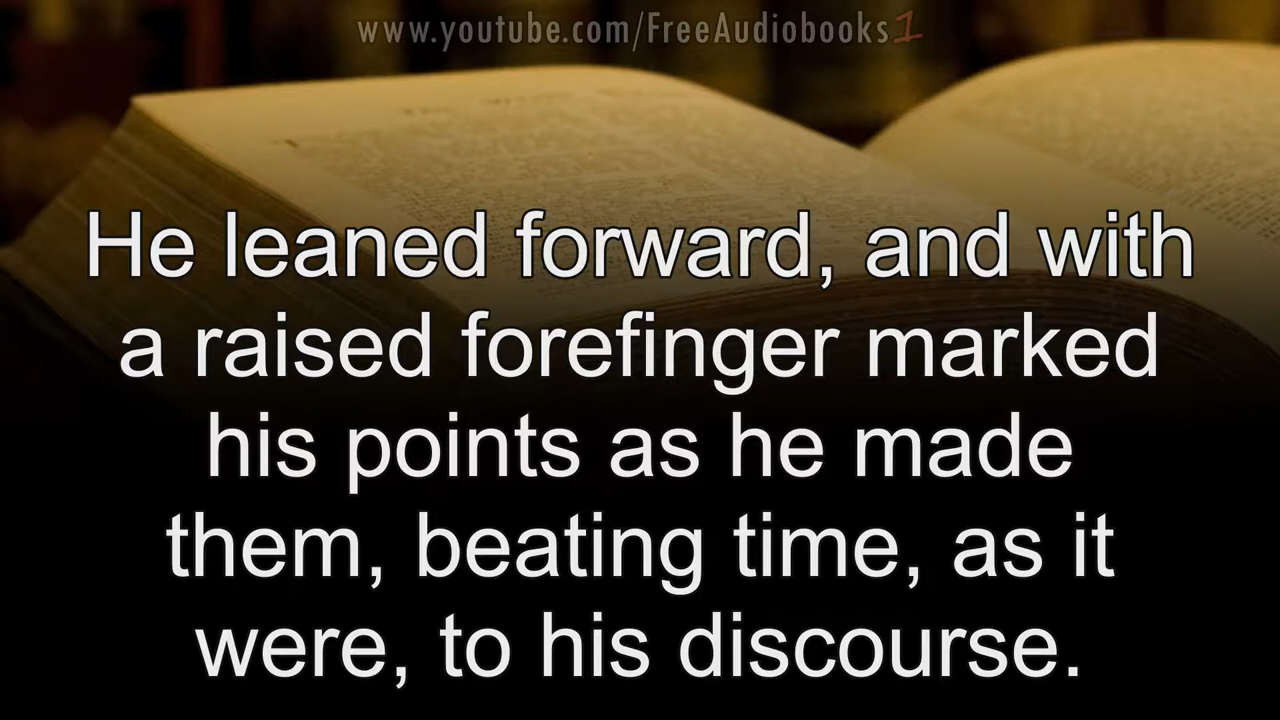 www.youtube.com/FreeAudiobooks1
He leaned forward, and with
a raised forefinger marked
his points as he made
them, beating time, as it
were, to his discourse.